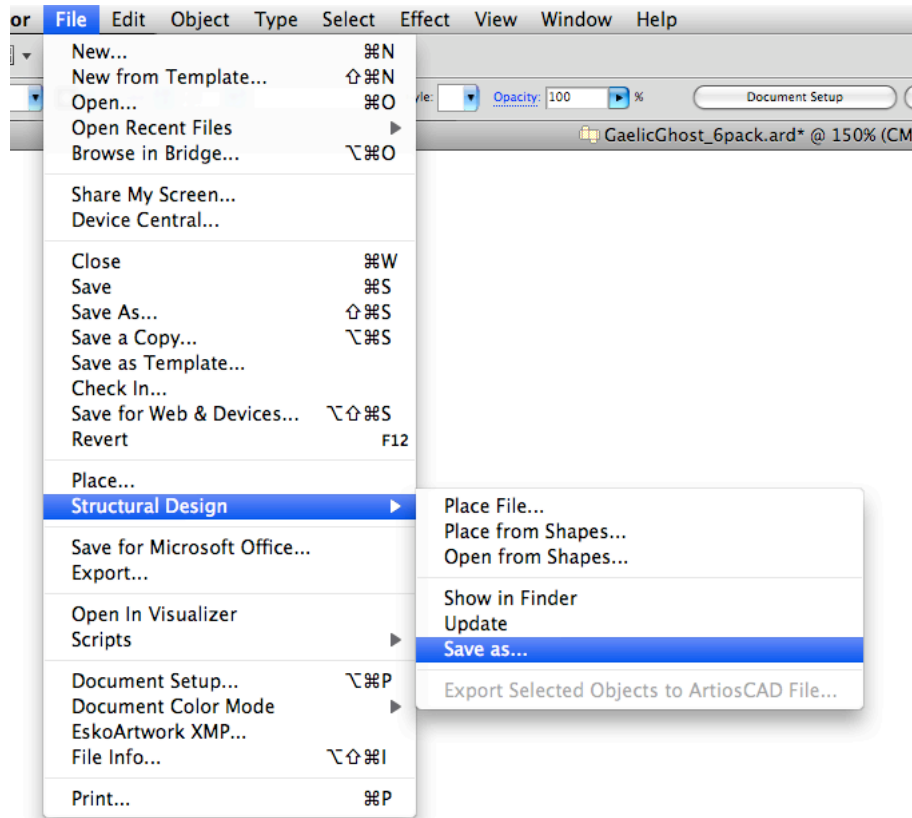 or File Edit Object Type Select Effect View Window Help
yle: Opacity: 100 % Document Setup
GaelicGhost_6pack.ard* @ 150% (CM
New... ⌘N
New from Template... ⇧⌘N
Open... ⌘O
Open Recent Files ▶
Browse in Bridge... ⌥⌘O
Share My Screen...
Device Central...
Close ⌘W
Save ⌘S
Save As... ⇧⌘S
Save a Copy... ⌥⌘S
Save as Template...
Check In...
Save for Web & Devices... ⌥⇧⌘S
Revert F12
Place...
Structural Design ▶
Save for Microsoft Office...
Export...
Open In Visualizer
Scripts ▶
Document Setup... ⌥⌘P
Document Color Mode ▶
EskoArtwork XMP...
File Info... ⌥⇧⌘I
Print... ⌘P
Place File...
Place from Shapes...
Open from Shapes...
Show in Finder
Update
Save as...
Export Selected Objects to ArtiosCAD File...